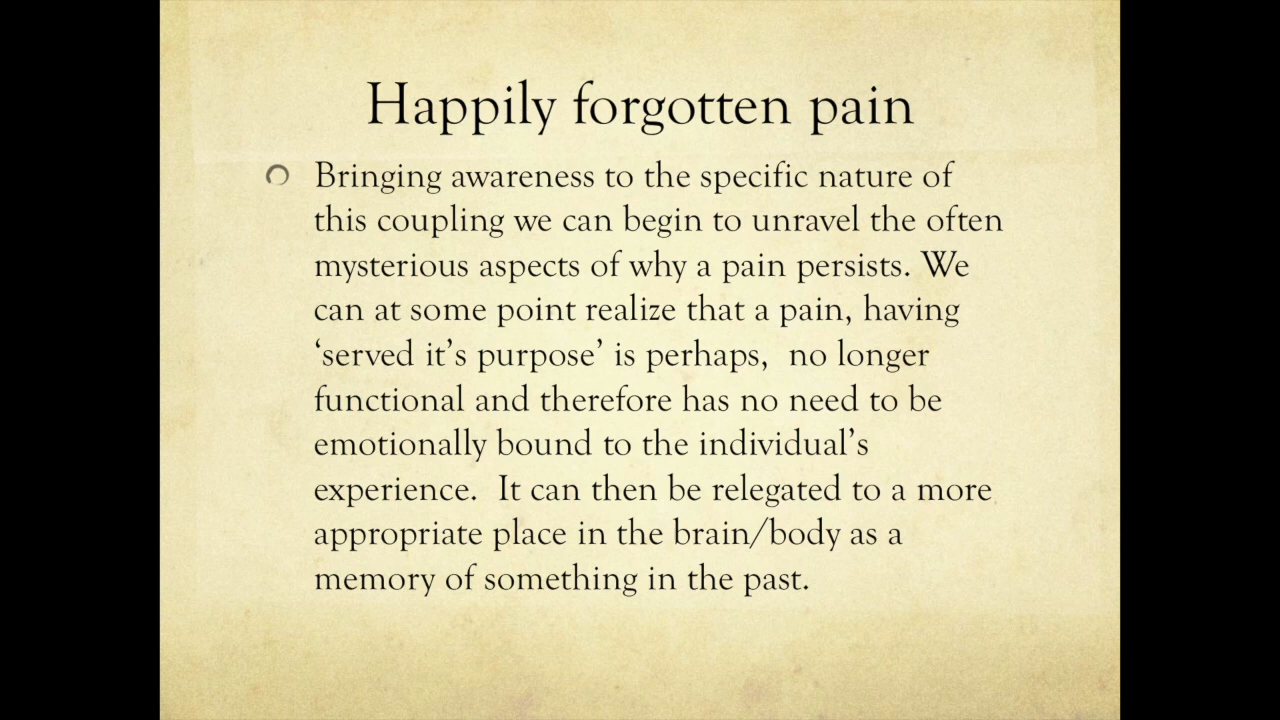 Happily forgotten pain
Bringing awareness to the specific nature of
this coupling we can begin to unravel the often
mysterious aspects of why a pain persists. We
can at some point realize that a pain, having
‘served it’s purpose’ is perhaps,  no longer
functional and therefore has no need to be
emotionally bound to the individual’s
experience.  It can then be relegated to a more
appropriate place in the brain/body as a
memory of something in the past.